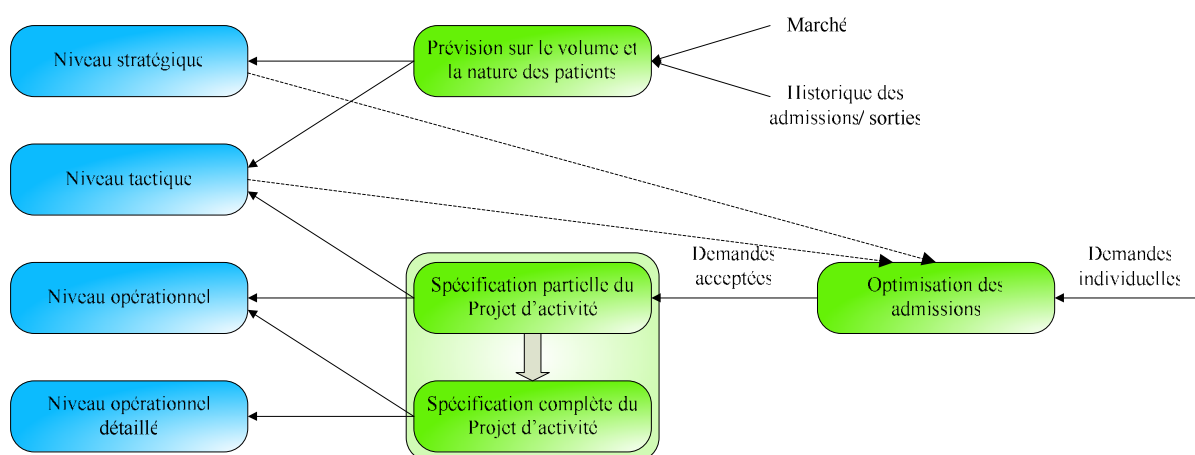 Marché
Niveau stratégique
Prévision sur le volume et
la nature des patients
Historique des
admissions/ sorties
Niveau tactique
Demandes
acceptées
Demandes
individuelles
Niveau opérationnel
Spécification partielle du
Projet d’activité
Optimisation des
admissions
Niveau opérationnel
détaillé
Spécification complète du
Projet d’activité